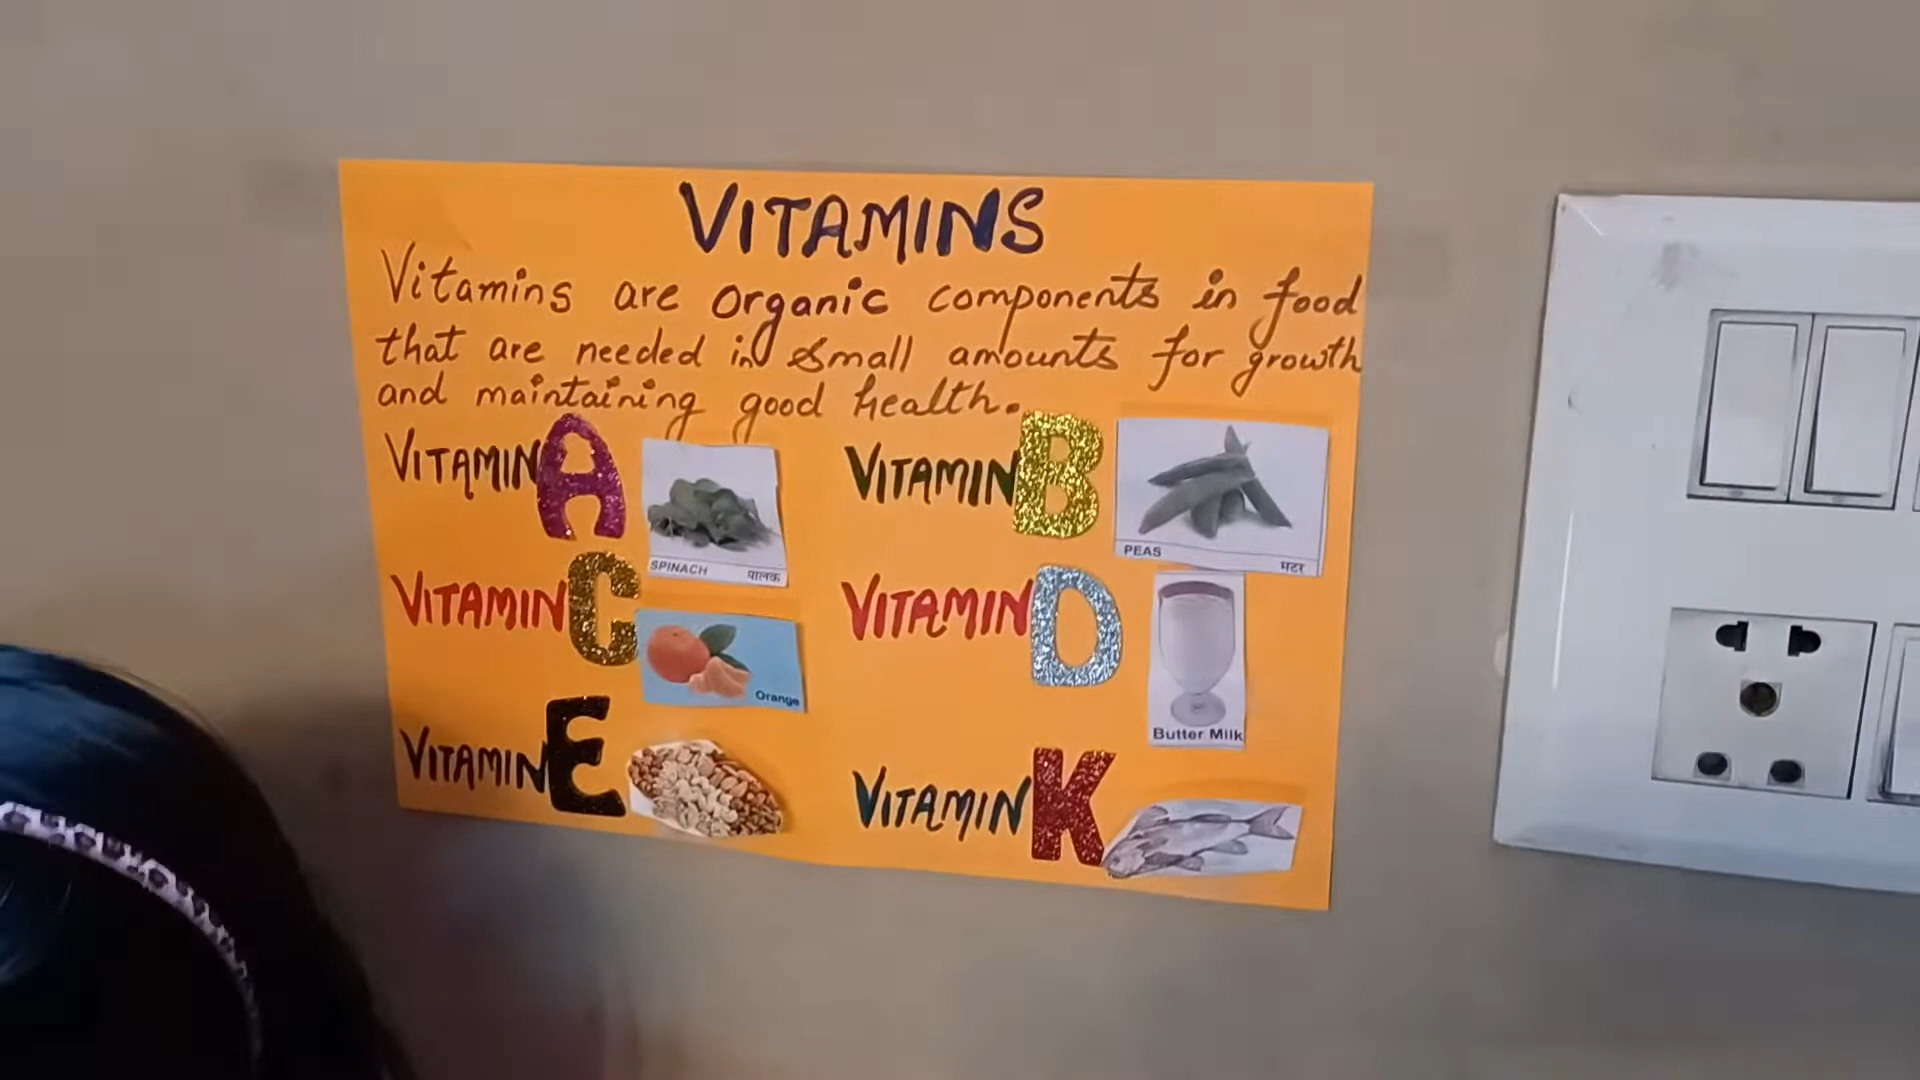 VITAMINS
Vitamins are organic components in food
that are needed in small amounts for growth
and maintaining good health.
VITAMIN A
SPINACH पालक
VITAMIN B
PEAS
मटर
VITAMIN C
Orange
VITAMIN D
Butter Milk
VITAMIN E
VITAMIN K